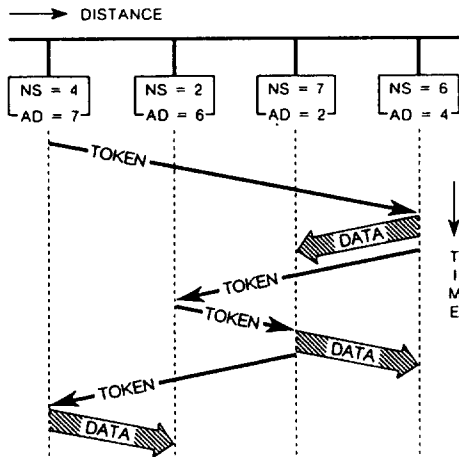 DISTANCE
NS = 4
AD = 7
NS = 2
AD = 6
NS = 7
AD = 2
NS = 6
AD = 4
TOKEN
DATA
TOKEN
TOKEN
DATA
TOKEN
DATA
T
I
M
E